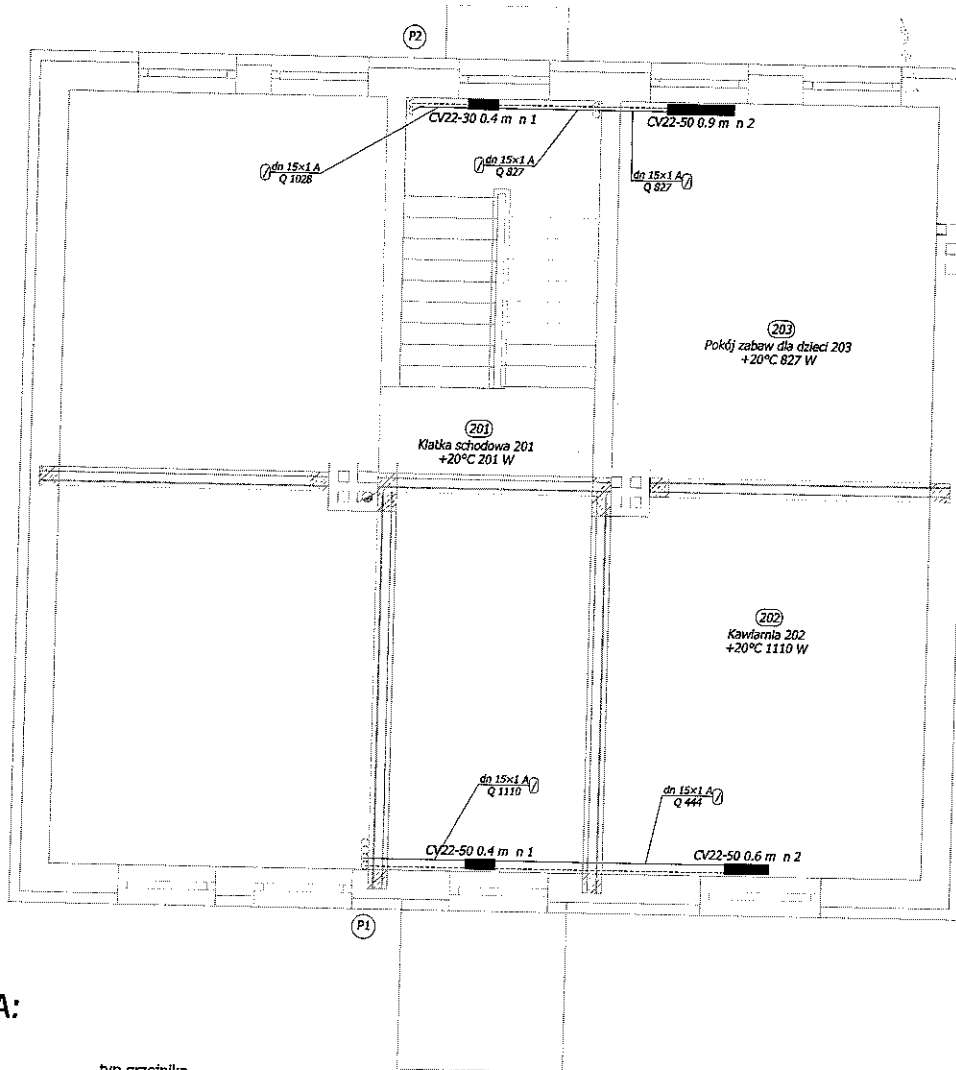 P2
CV22-30 0.4 m n 1
CV22-50 0.9 m n 2
dn 15×1 A
Q 1028
dn 15×1 A
Q 827
dn 15×1 A
Q 827
203
Pokój zabaw dla dzieci 203
+20°C 827 W
201
Klatka schodowa 201
+20°C 201 W
202
Kawiarnia 202
+20°C 1110 W
dn 15×1 A
Q 1110
dn 15×1 A
Q 444
CV22-50 0.4 m n 1
CV22-50 0.6 m n 2
P1
A:
typ grzejnika